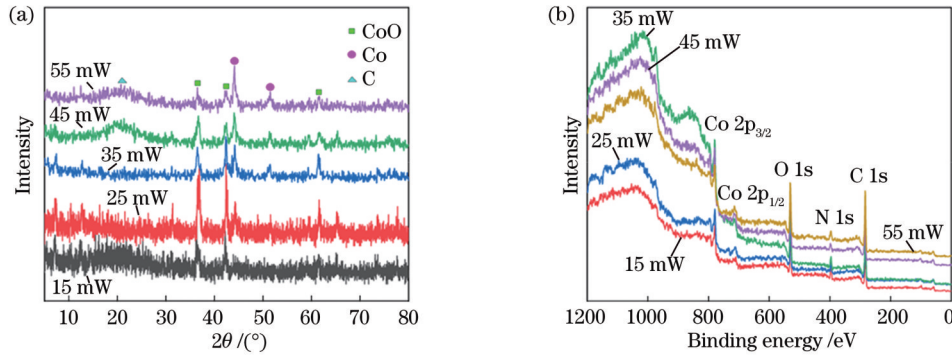 (a)
Intensity
CoO
Co
C
55 mW
45 mW
35 mW
25 mW
15 mW
10 20 30 40 50 60 70 80
2θ /(°)
(b)
Intensity
35 mW
45 mW
25 mW
15 mW
Co 2p3/2
Co 2p1/2
O 1s
N 1s
C 1s
55 mW
1200 1000 800 600 400 200 0
Binding energy /eV